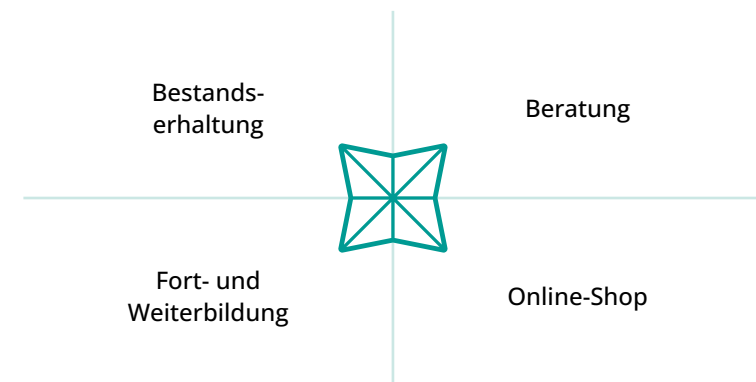 Bestands-
erhaltung
Beratung
Fort- und
Weiterbildung
Online-Shop